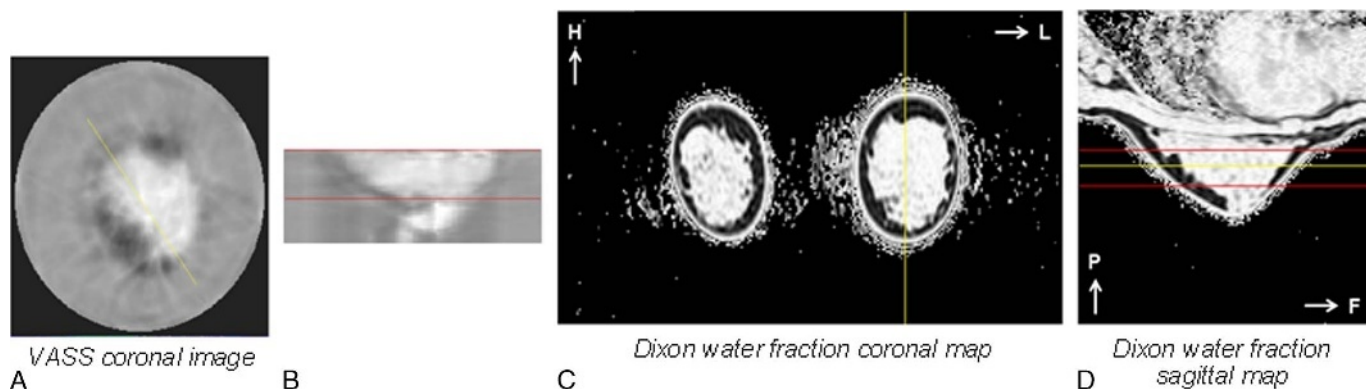 H
L
P
F
VASS coronal image
Dixon water fraction coronal map
Dixon water fraction
sagittal map
A
B
C
D